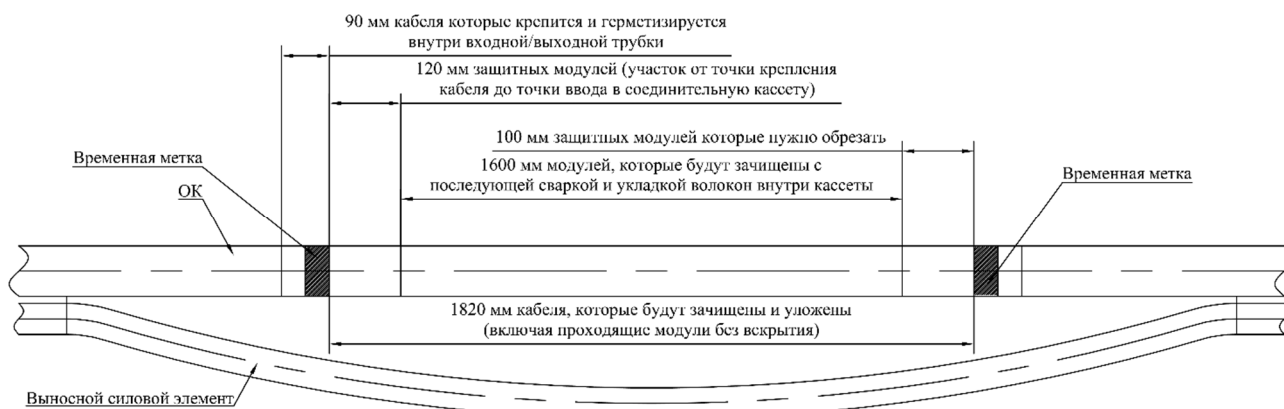 90 мм кабеля которые крепится и герметизируется
внутри входной/выходной трубки
120 мм защитных модулей (участок от точки крепления
кабеля до точки ввода в соединительную кассету)
100 мм защитных модулей которые нужно обрезать
Временная метка
1600 мм модулей, которые будут зачищены с
последующей сваркой и укладкой волокон внутри кассеты
Временная метка
ОК
1820 мм кабеля, которые будут зачищены и уложены
(включая проходящие модули без вскрытия)
Выносной силовой элемент